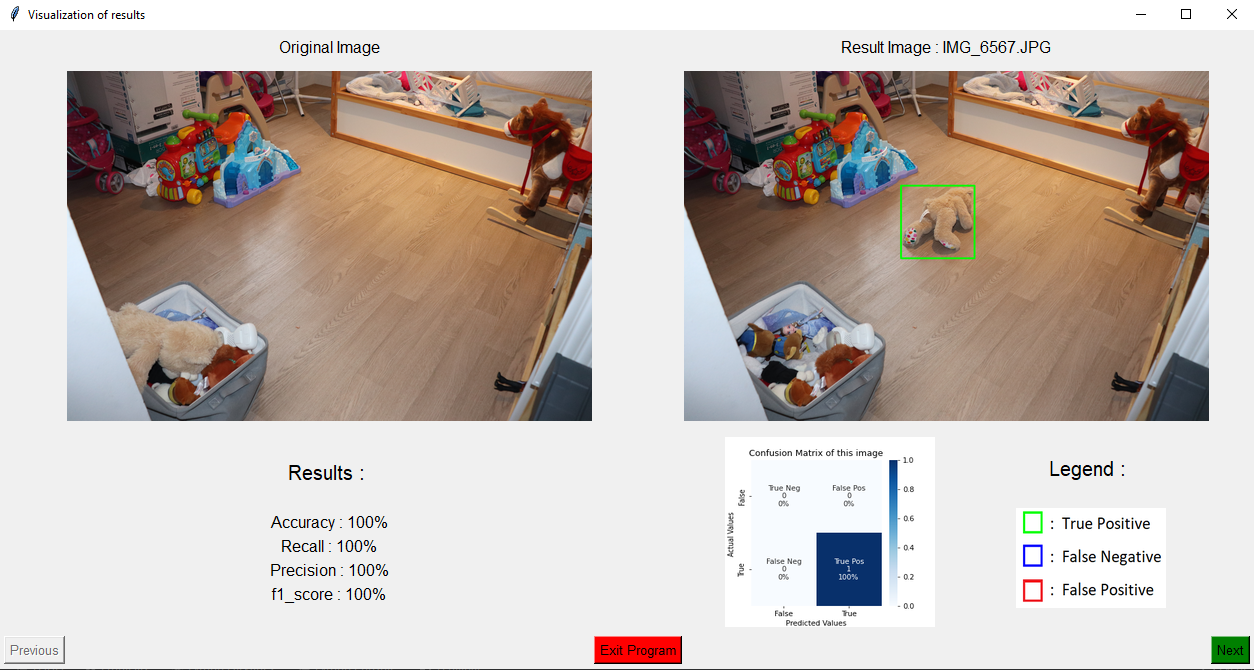 Visualization of results
Original Image
Result Image : IMG_6567.JPG
Results :
Accuracy : 100%
Recall : 100%
Precision : 100%
f1_score : 100%
Confusion Matrix of this image
Actual Values
False
True
True Neg
0
0%
False Pos
0
0%
False Neg
0
0%
True Pos
1
100%
False
True
Predicted Values
1.0
0.8
0.6
0.4
0.2
0.0
Legend :
: True Positive
: False Negative
: False Positive
Previous
Exit Program
Next